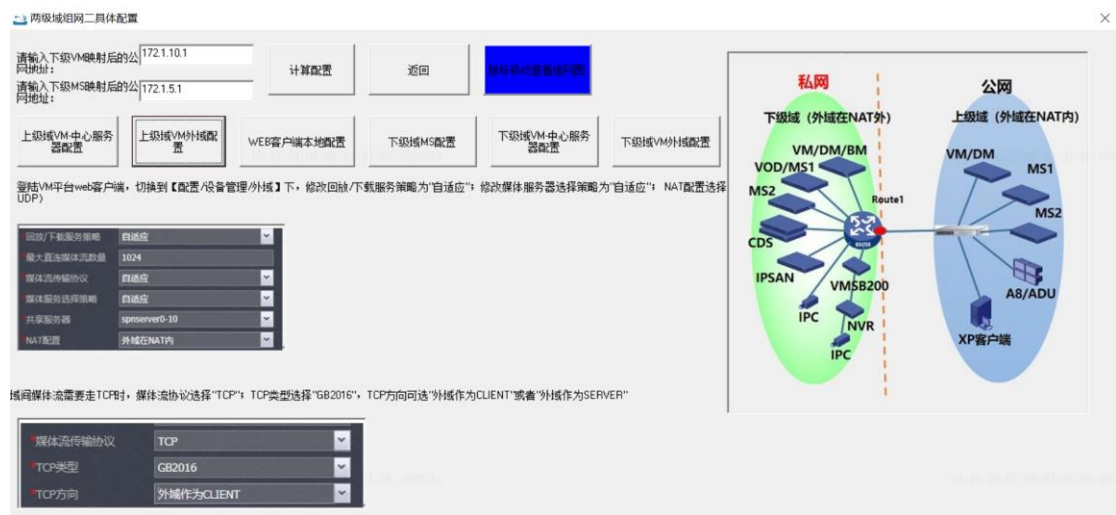 两级域组网二具体配置
请输入下级VM映射后的公网地址：
172.1.10.1
请输入下级MS映射后的公网地址：
172.1.5.1
计算配置
返回
上级域VM-中心服务器配置
上级域VM外域配置
WEB客户端本地配置
下级域MS配置
下级域VM-中心服务器配置
下级域VM外域配置
登陆VM平台web客户端，切换到【配置/设备管理/外域】下，修改回放/下载服务策略为"自适应"；修改媒体服务器选择策略为"自适应"； NAT配置选择
UDP）
*回放/下载服务策略 自适应
*最大直连媒体流数量 1024
*媒体流传输协议 自适应
*媒体服务选择策略 自适应
*共享服务器 spnserver0-10
*NAT配置 外域在NAT内
域间媒体流需要走TCP时，媒体流协议选择"TCP"；TCP类型选择"GB2016"，TCP方向可选"外域作为CLIENT"或者"外域作为SERVER"
*媒体流传输协议 TCP
*TCP类型 GB2016
*TCP方向 外域作为CLIENT
私网
公网
下级域（外域在NAT外）
上级域（外域在NAT内）
VM/DM/BM
VOD/MS1
MS2
CDS
IPSAN
IPC
Route1
ROUTER
VMSB200
NVR
IPC
VM/DM
MS1
MS2
A8/ADU
XP客户端